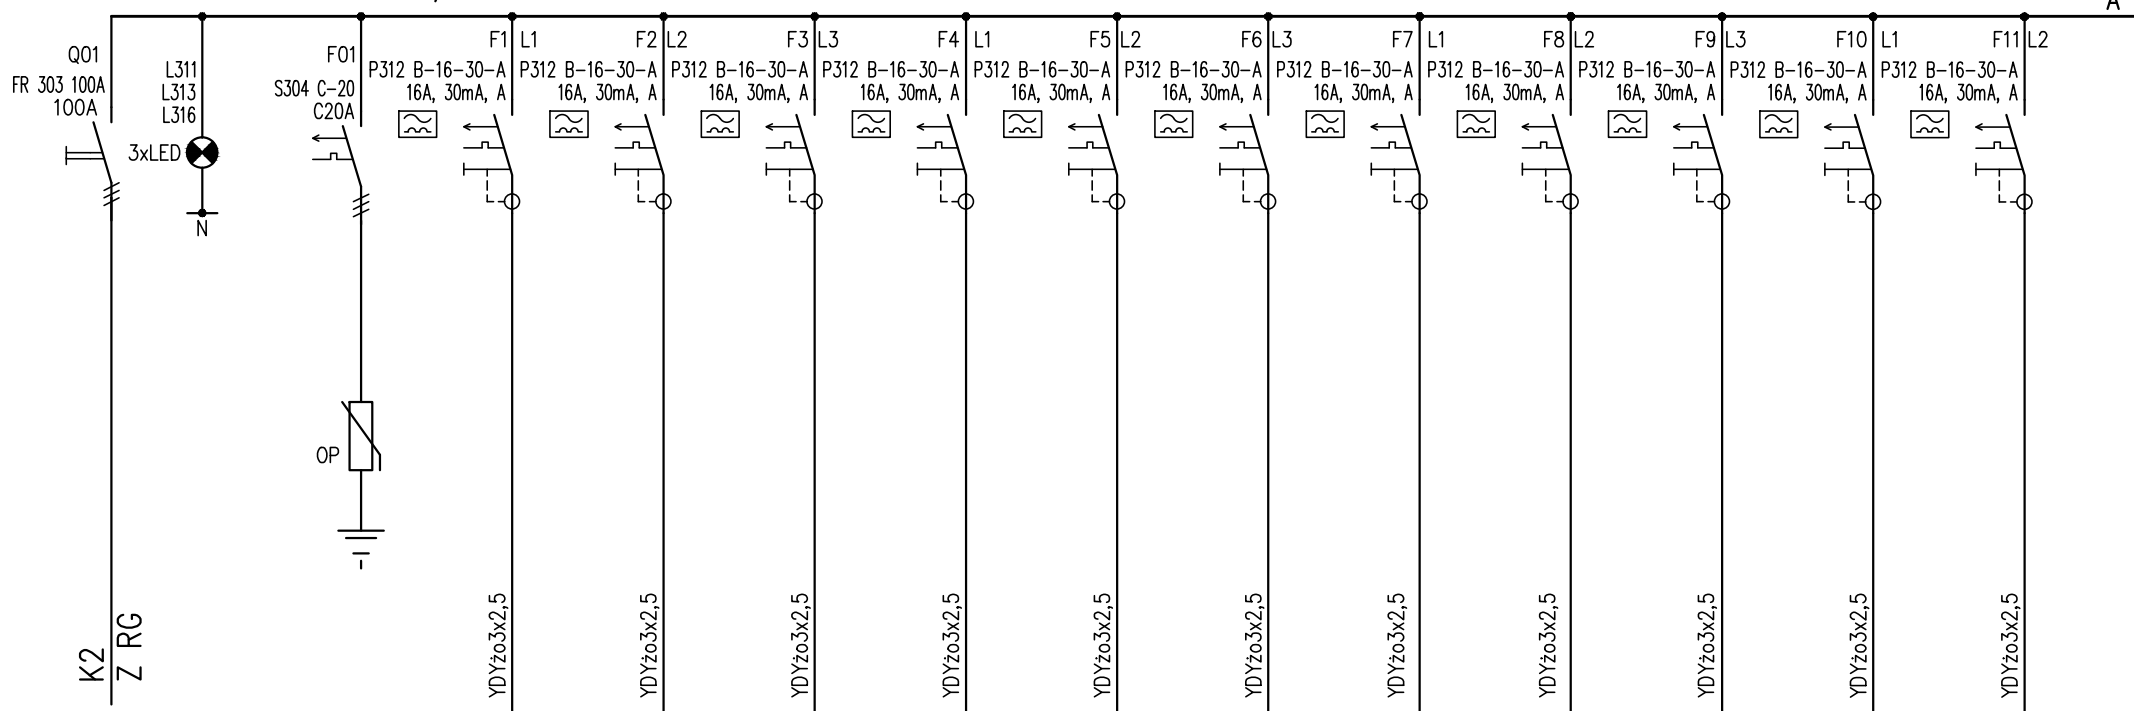 A
Q01
FR 303 100A
100A
L311
L313
L316
3xLED
N
F01
S304 C-20
C20A
OP
K2
Z RG
F1 L1
P312 B-16-30-A
16A, 30mA, A
YDYżo3x2,5
F2 L2
P312 B-16-30-A
16A, 30mA, A
YDYżo3x2,5
F3 L3
P312 B-16-30-A
16A, 30mA, A
YDYżo3x2,5
F4 L1
P312 B-16-30-A
16A, 30mA, A
YDYżo3x2,5
F5 L2
P312 B-16-30-A
16A, 30mA, A
YDYżo3x2,5
F6 L3
P312 B-16-30-A
16A, 30mA, A
YDYżo3x2,5
F7 L1
P312 B-16-30-A
16A, 30mA, A
YDYżo3x2,5
F8 L2
P312 B-16-30-A
16A, 30mA, A
YDYżo3x2,5
F9 L3
P312 B-16-30-A
16A, 30mA, A
YDYżo3x2,5
F10 L1
P312 B-16-30-A
16A, 30mA, A
YDYżo3x2,5
F11 L2
P312 B-16-30-A
16A, 30mA, A
YDYżo3x2,5